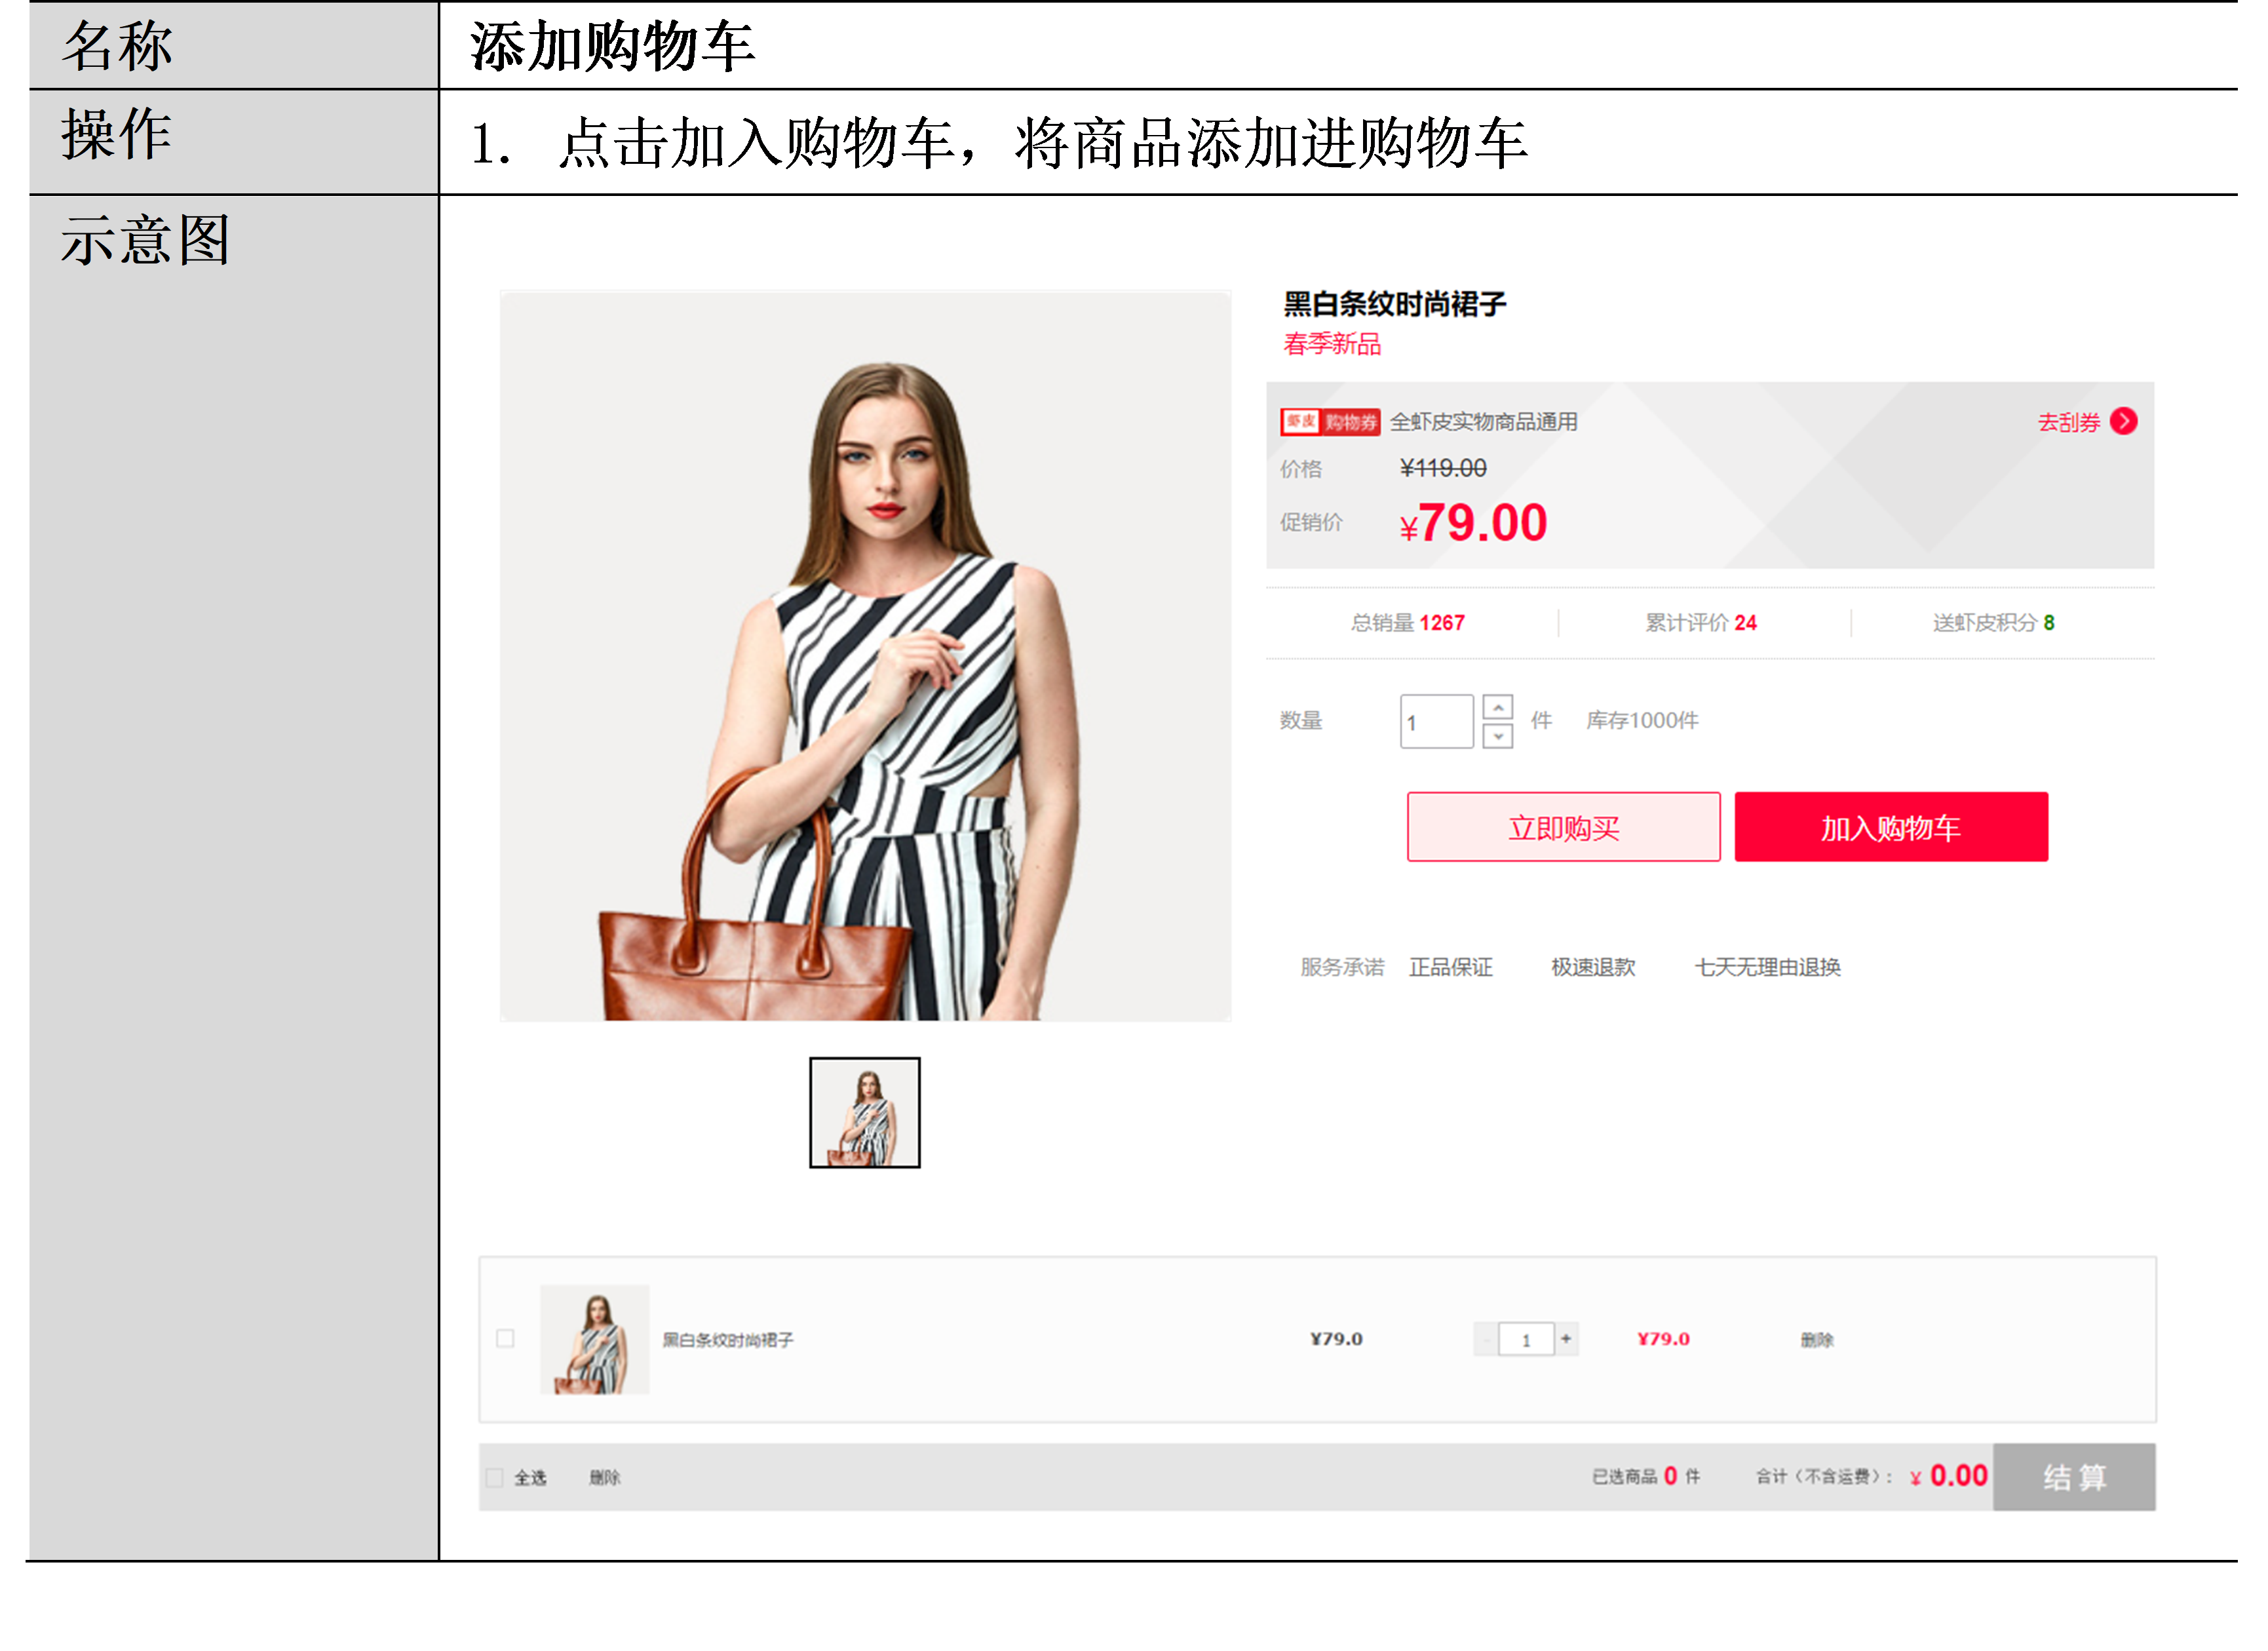 名称 添加购物车
操作 1. 点击加入购物车，将商品添加进购物车
示意图
黑白条纹时尚裙子
春季新品
虾皮 购物券 全虾皮实物商品通用 去刮券
价格 ¥119.00
促销价 ¥79.00
总销量 1267 累计评价 24 送虾皮积分 8
数量 1 件 库存1000件
立即购买 加入购物车
服务承诺 正品保证 极速退款 七天无理由退换
黑白条纹时尚裙子 ¥79.0 - 1 + ¥79.0 删除
全选 删除 已选商品 0 件 合计（不含运费）： ¥ 0.00 结 算